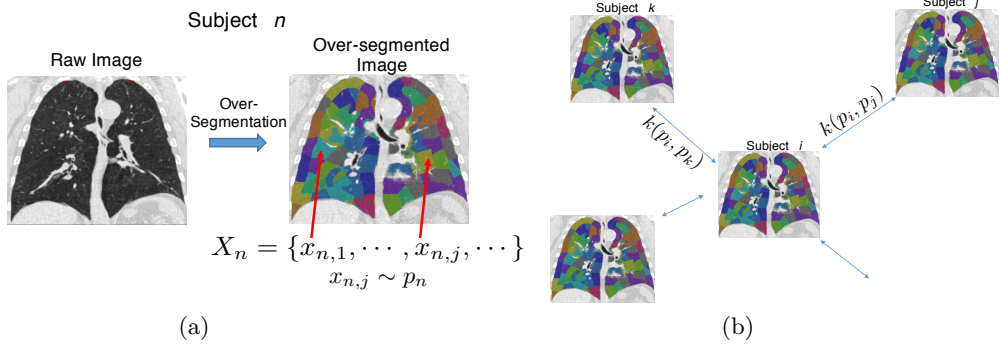 Subject n
Raw Image
Over-segmented
Image
Over-
Segmentation
X_n = {x_{n,1}, ⋯ , x_{n,j}, ⋯ }
x_{n,j} ∼ p_n
(a)
Subject k
Subject j
k(p_i, p_k)
k(p_i, p_j)
Subject i
(b)